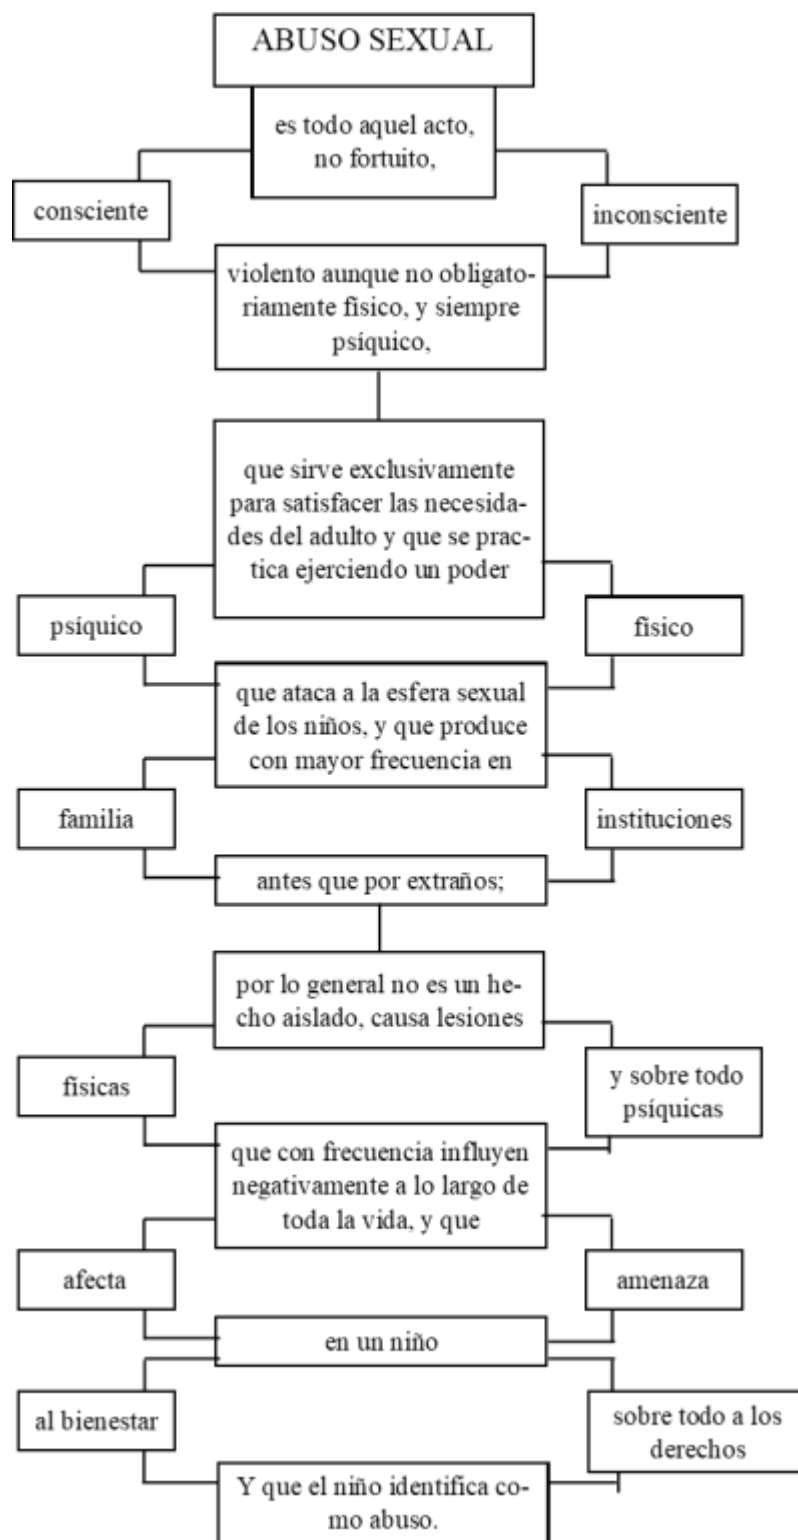 ABUSO SEXUAL
es todo aquel acto,
no fortuito,
consciente
inconsciente
violento aunque no obligato-
riamente físico, y siempre
psíquico,
que sirve exclusivamente
para satisfacer las necesida-
des del adulto y que se prac-
tica ejerciendo un poder
psíquico
físico
que ataca a la esfera sexual
de los niños, y que produce
con mayor frecuencia en
familia
instituciones
antes que por extraños;
por lo general no es un he-
cho aislado, causa lesiones
físicas
y sobre todo
psíquicas
que con frecuencia influyen
negativamente a lo largo de
toda la vida, y que
afecta
amenaza
en un niño
al bienestar
sobre todo a los
derechos
Y que el niño identifica co-
mo abuso.